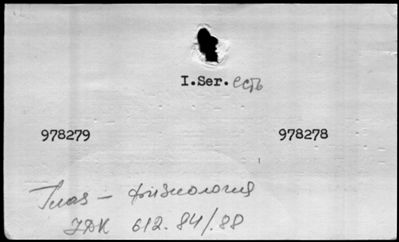 I.Ser. есть
978279 978278
Глаз – физиология
УДК 612.84/.88